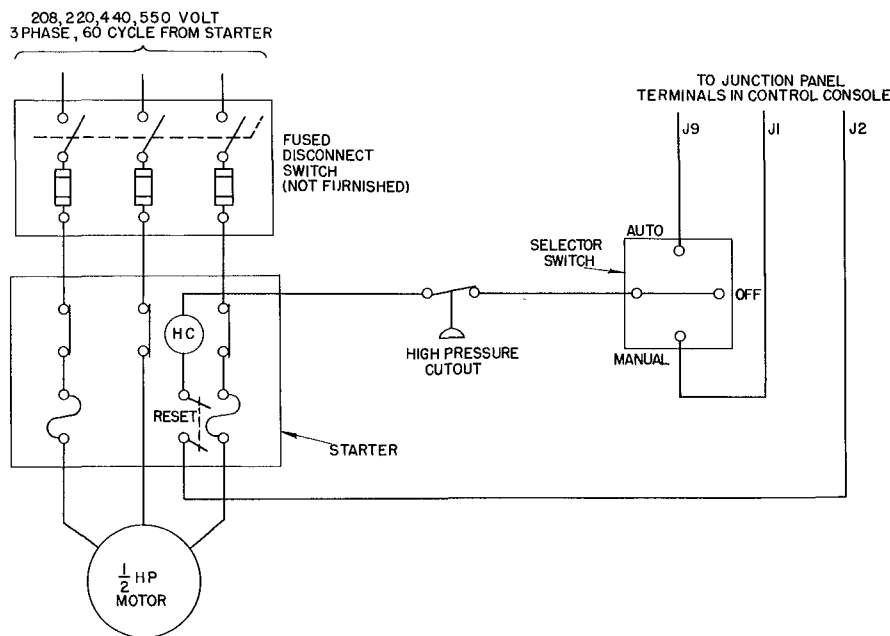 208, 220, 440, 550 VOLT
3 PHASE, 60 CYCLE FROM STARTER
TO JUNCTION PANEL
TERMINALS IN CONTROL CONSOLE
J9
J1
J2
FUSED
DISCONNECT
SWITCH
(NOT FURNISHED)
AUTO
SELECTOR
SWITCH
OFF
HC
HIGH PRESSURE
CUTOUT
MANUAL
RESET
STARTER
1/2 HP
MOTOR